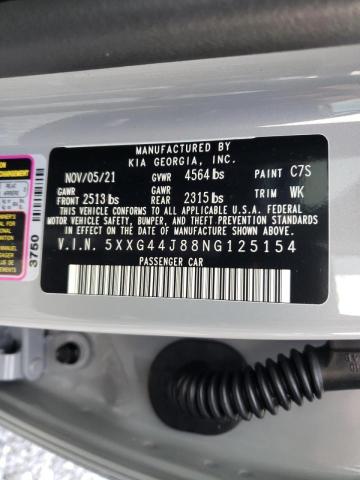 MANUFACTURED BY
KIA GEORGIA, INC.
NOV/05/21 GVWR 4564 lbs PAINT C7S
GAWR GAWR
FRONT 2513 lbs REAR 2315 lbs TRIM WK
THIS VEHICLE CONFORMS TO ALL APPLICABLE U.S.A. FEDERAL
MOTOR VEHICLE SAFETY, BUMPER, AND THEFT PREVENTION STANDARDS
IN EFFECT ON THE DATE OF MANUFACTURE SHOWN ABOVE.
V.I.N. 5XXG44J88NG125154
PASSENGER CAR
3750